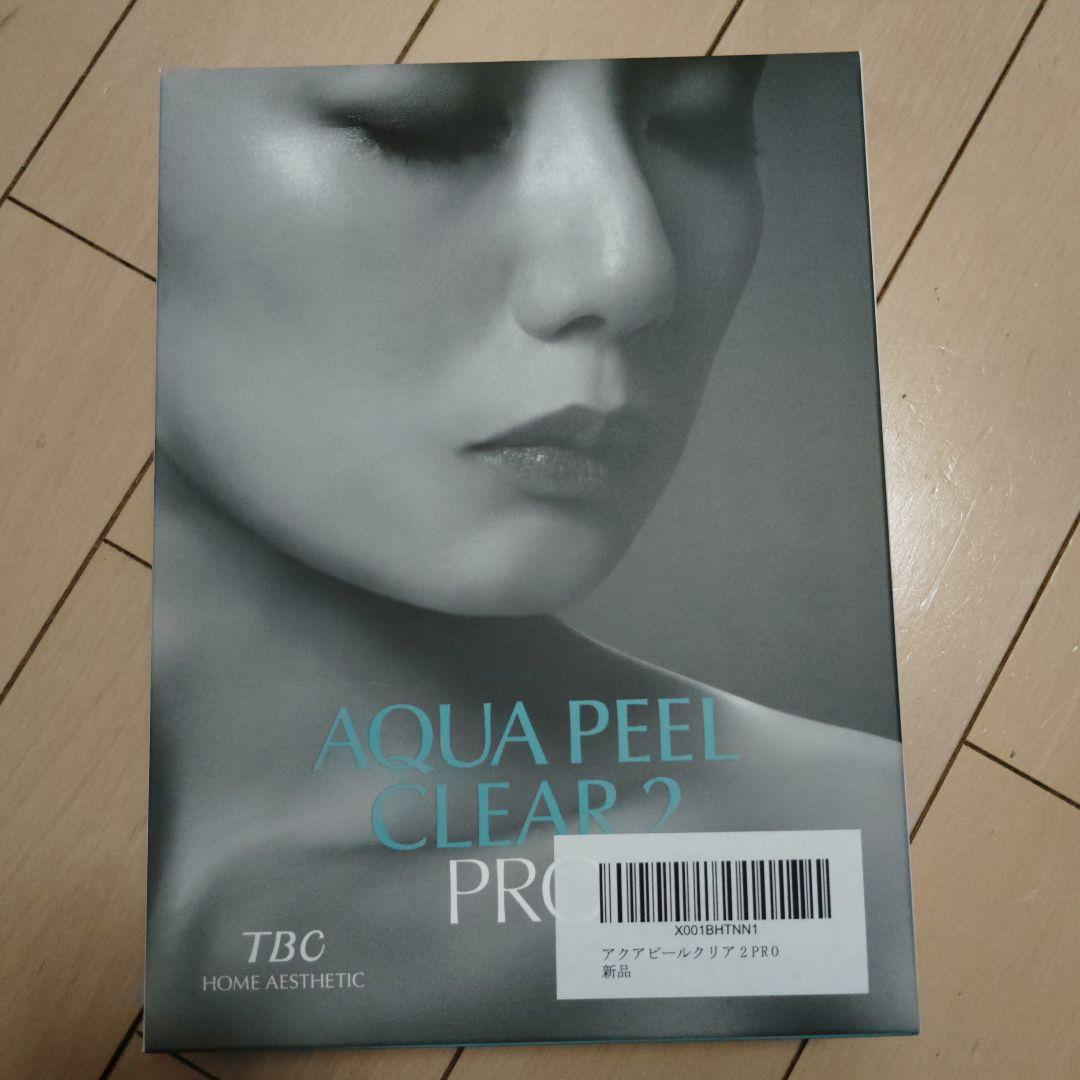 AQUA PEEL
CLEAR 2
PRO
TBC
HOME AESTHETIC
X001BHTNN1
アクアピールクリア2PRO
新品